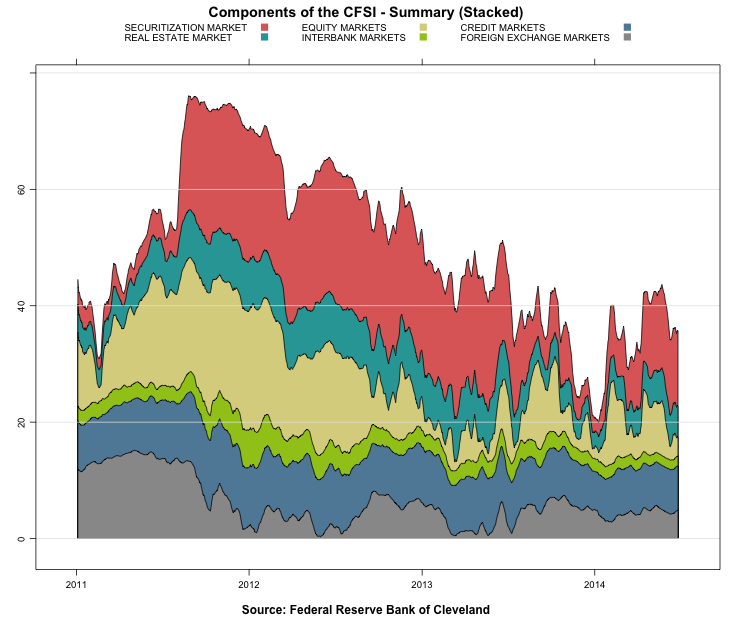 Components of the CFSI - Summary (Stacked)
SECURITIZATION MARKET EQUITY MARKETS CREDIT MARKETS
REAL ESTATE MARKET INTERBANK MARKETS FOREIGN EXCHANGE MARKETS
60
40
20
0
2011 2012 2013 2014
Source: Federal Reserve Bank of Cleveland